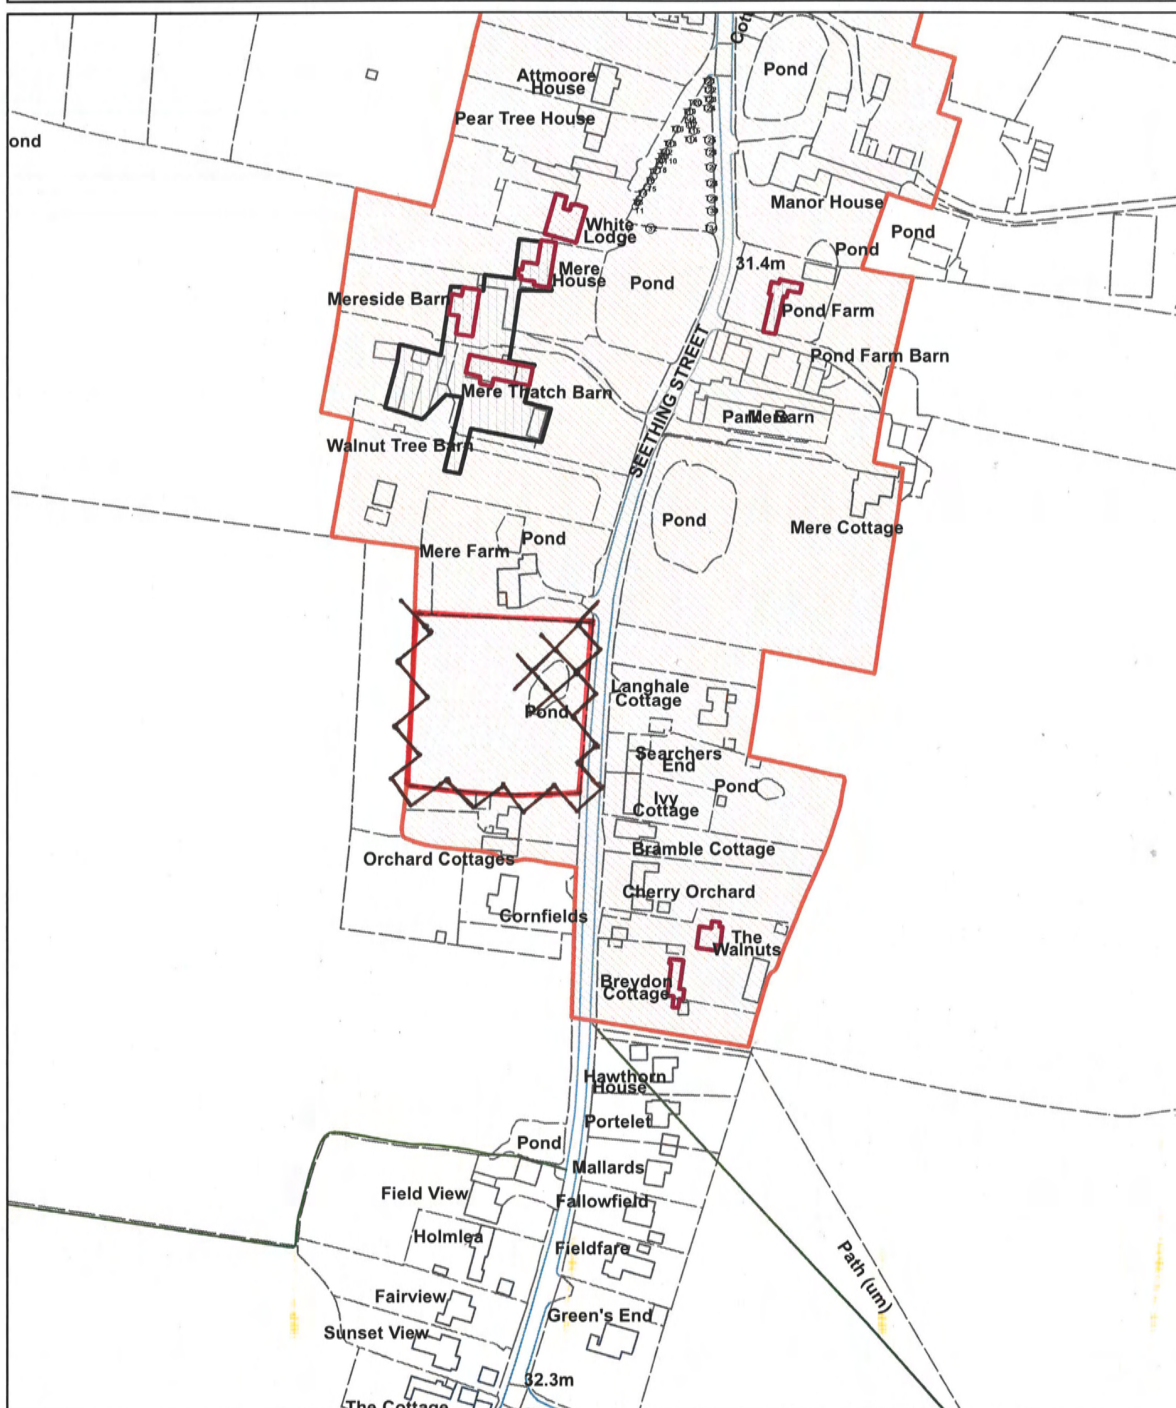 Cott
Pond
Attmoore
House
Pear Tree House
ond
Manor House
White
Lodge
Pond
Pond
31.4m
Mere
House
Pond
Mereside Barn
Pond Farm
Pond Farm Barn
SEETHING STREET
Mere Thatch Barn
Walnut Tree Barn
Pond
Mere Cottage
Pond
Mere Farm
Langhale
Cottage
Pond
Searchers
End
Pond
Ivy
Cottage
Bramble Cottage
Orchard Cottages
Cherry Orchard
Cornfields
The
Walnuts
Breydon
Cottage
Hawthorn
House
Portelet
Pond
Mallards
Field View
Fallowfield
Holmlea
Fieldfare
Path (um)
Fairview
Green's End
Sunset View
32.3m
The Cottage